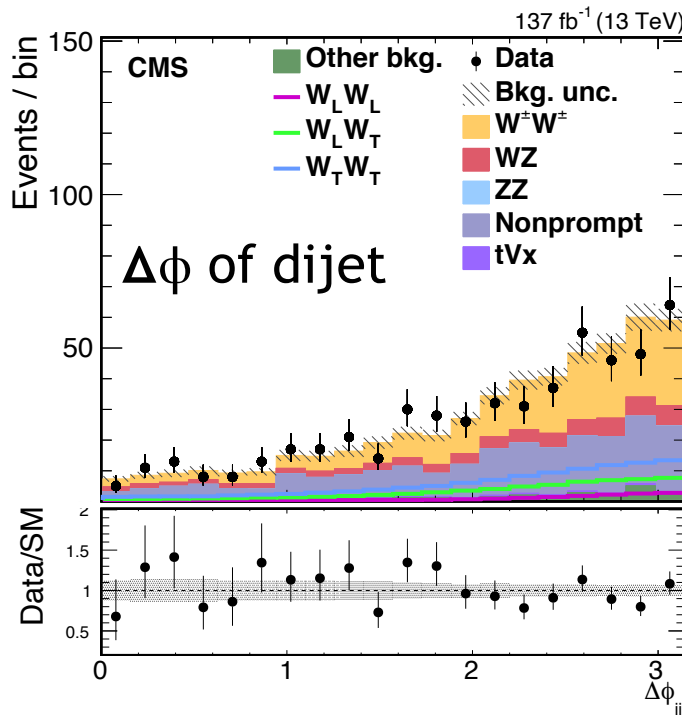 137 fb⁻¹ (13 TeV)
CMS
Other bkg.
W_L W_L
W_L W_T
W_T W_T
Data
Bkg. unc.
W±W±
WZ
ZZ
Nonprompt
tVx
Δϕ of dijet
Events / bin
150
100
50
Data/SM
2
1.5
1
0.5
0 1 2 3
Δϕ_jj